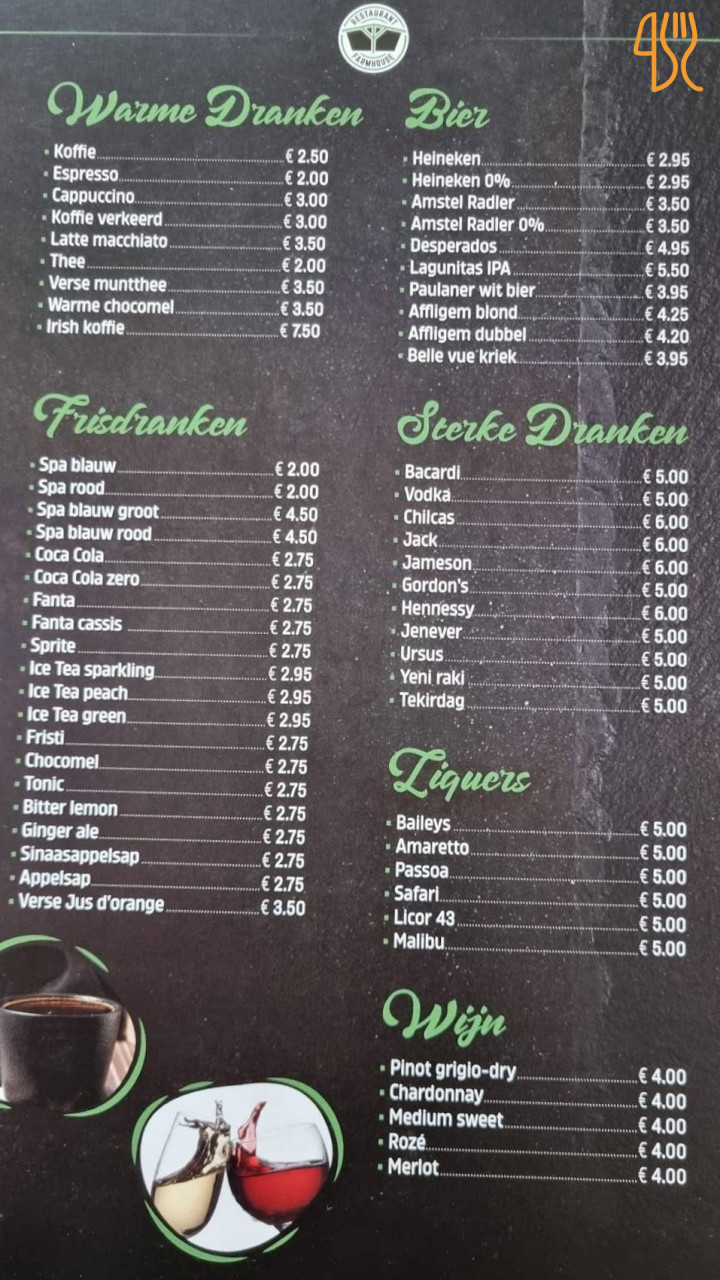 RESTAURANT
FARMHOUSE
Warme Dranken
Koffie € 2.50
Espresso € 2.00
Cappuccino € 3.00
Koffie verkeerd € 3.00
Latte macchiato € 3.50
Thee € 2.00
Verse muntthee € 3.50
Warme chocomel € 3.50
Irish koffie € 7.50
Frisdranken
Spa blauw € 2.00
Spa rood € 2.00
Spa blauw groot € 4.50
Spa blauw rood € 4.50
Coca Cola € 2.75
Coca Cola zero € 2.75
Fanta € 2.75
Fanta cassis € 2.75
Sprite € 2.75
Ice Tea sparkling € 2.95
Ice Tea peach € 2.95
Ice Tea green € 2.95
Fristi € 2.75
Chocomel € 2.75
Tonic € 2.75
Bitter lemon € 2.75
Ginger ale € 2.75
Sinaasappelsap € 2.75
Appelsap € 2.75
Verse Jus d'orange € 3.50
Bier
Heineken € 2.95
Heineken 0% € 2.95
Amstel Radler € 3.50
Amstel Radler 0% € 3.50
Desperados € 4.95
Lagunitas IPA € 5.50
Paulaner wit bier € 3.95
Affligem blond € 4.25
Affligem dubbel € 4.20
Belle vue kriek € 3.95
Sterke Dranken
Bacardi € 5.00
Vodka € 5.00
Chilcas € 6.00
Jack € 6.00
Jameson € 6.00
Gordon's € 5.00
Hennessy € 6.00
Jenever € 5.00
Ursus € 5.00
Yeni raki € 5.00
Tekirdag € 5.00
Liquers
Baileys € 5.00
Amaretto € 5.00
Passoa € 5.00
Safari € 5.00
Licor 43 € 5.00
Malibu € 5.00
Wijn
Pinot grigio-dry € 4.00
Chardonnay € 4.00
Medium sweet € 4.00
Rozé € 4.00
Merlot € 4.00